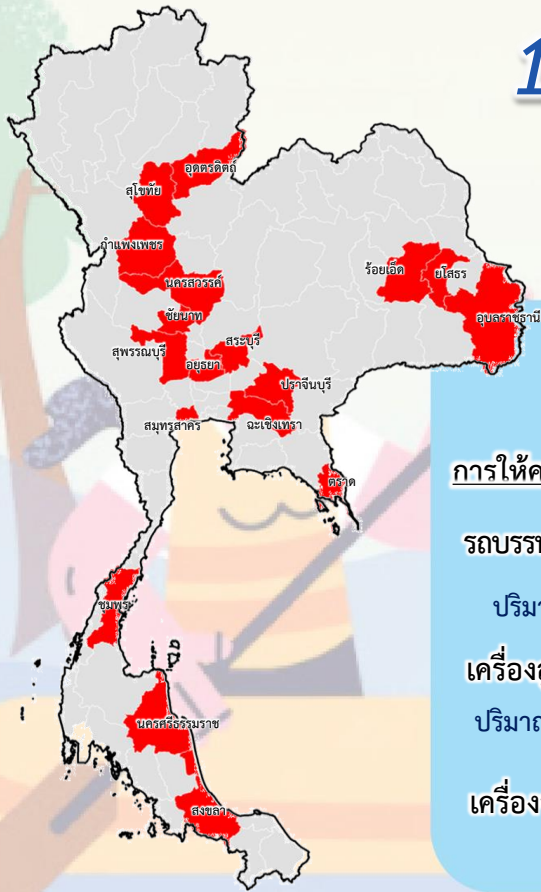 1
อุตรดิตถ์
สุโขทัย
กำแพงเพชร
นครสวรรค์
ร้อยเอ็ด
ยโสธร
ชัยนาท
อุบลราชธานี
สระบุรี
สุพรรณบุรี
อยุธยา
ปราจีนบุรี
สมุทรสาคร
ฉะเชิงเทรา
ตราด
การให้ค
รถบรรท
ปริมา
ชุมพร
เครื่องสู
นครศรีธรรมราช
ปริมาณ
เครื่อง
สงขลา